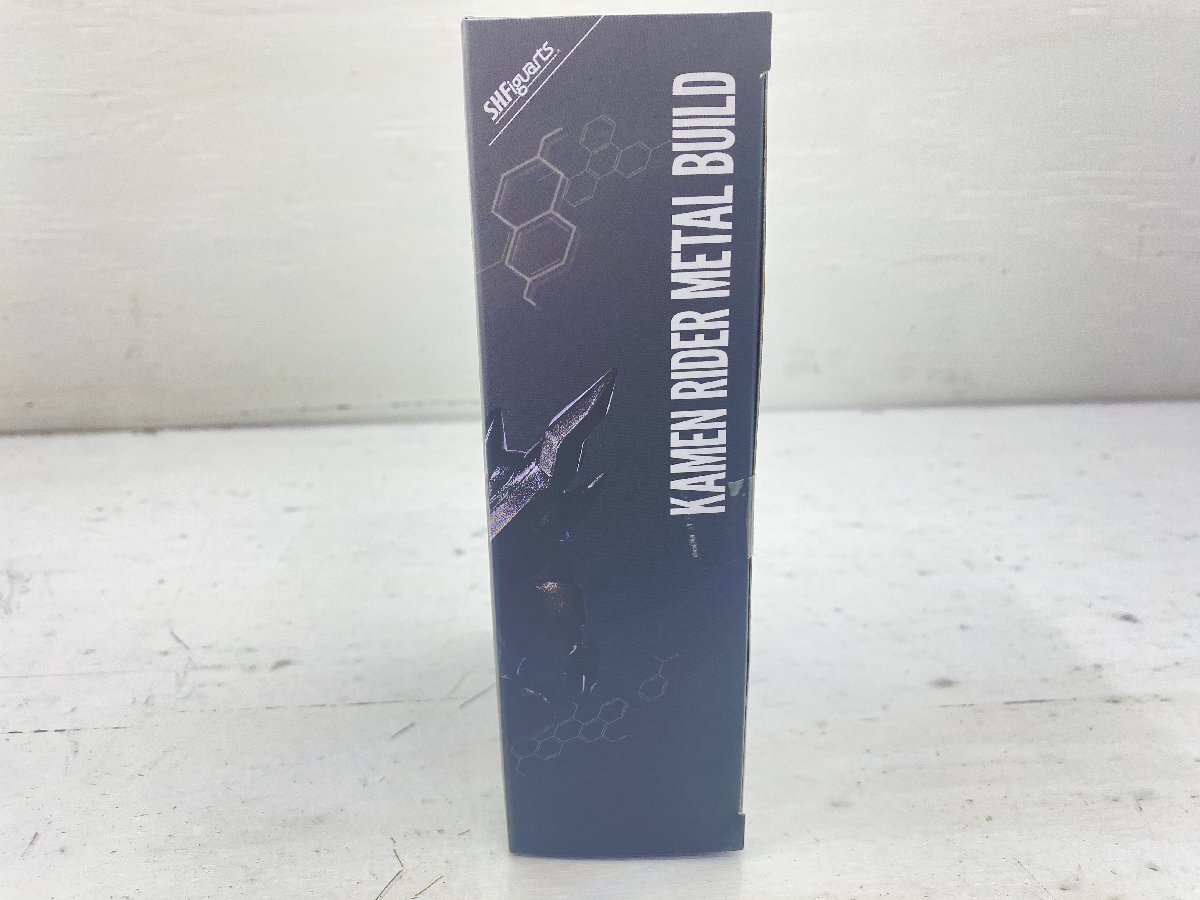 S.H.Figuarts
KAMEN RIDER METAL BUILD